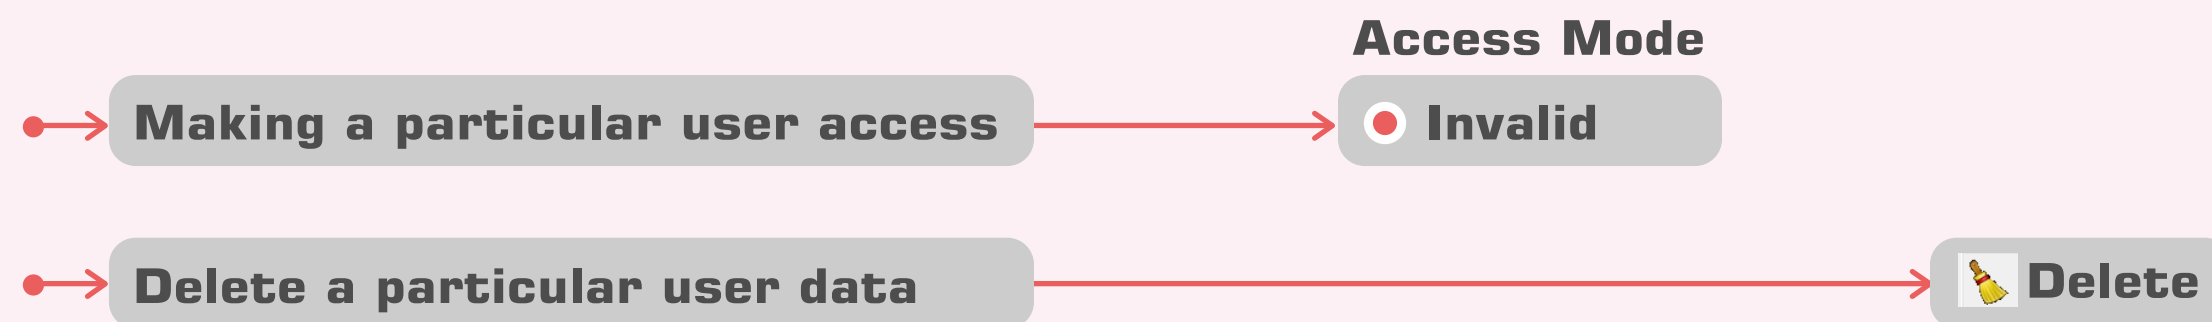 Access Mode
Making a particular user access
Invalid
Delete a particular user data
Delete